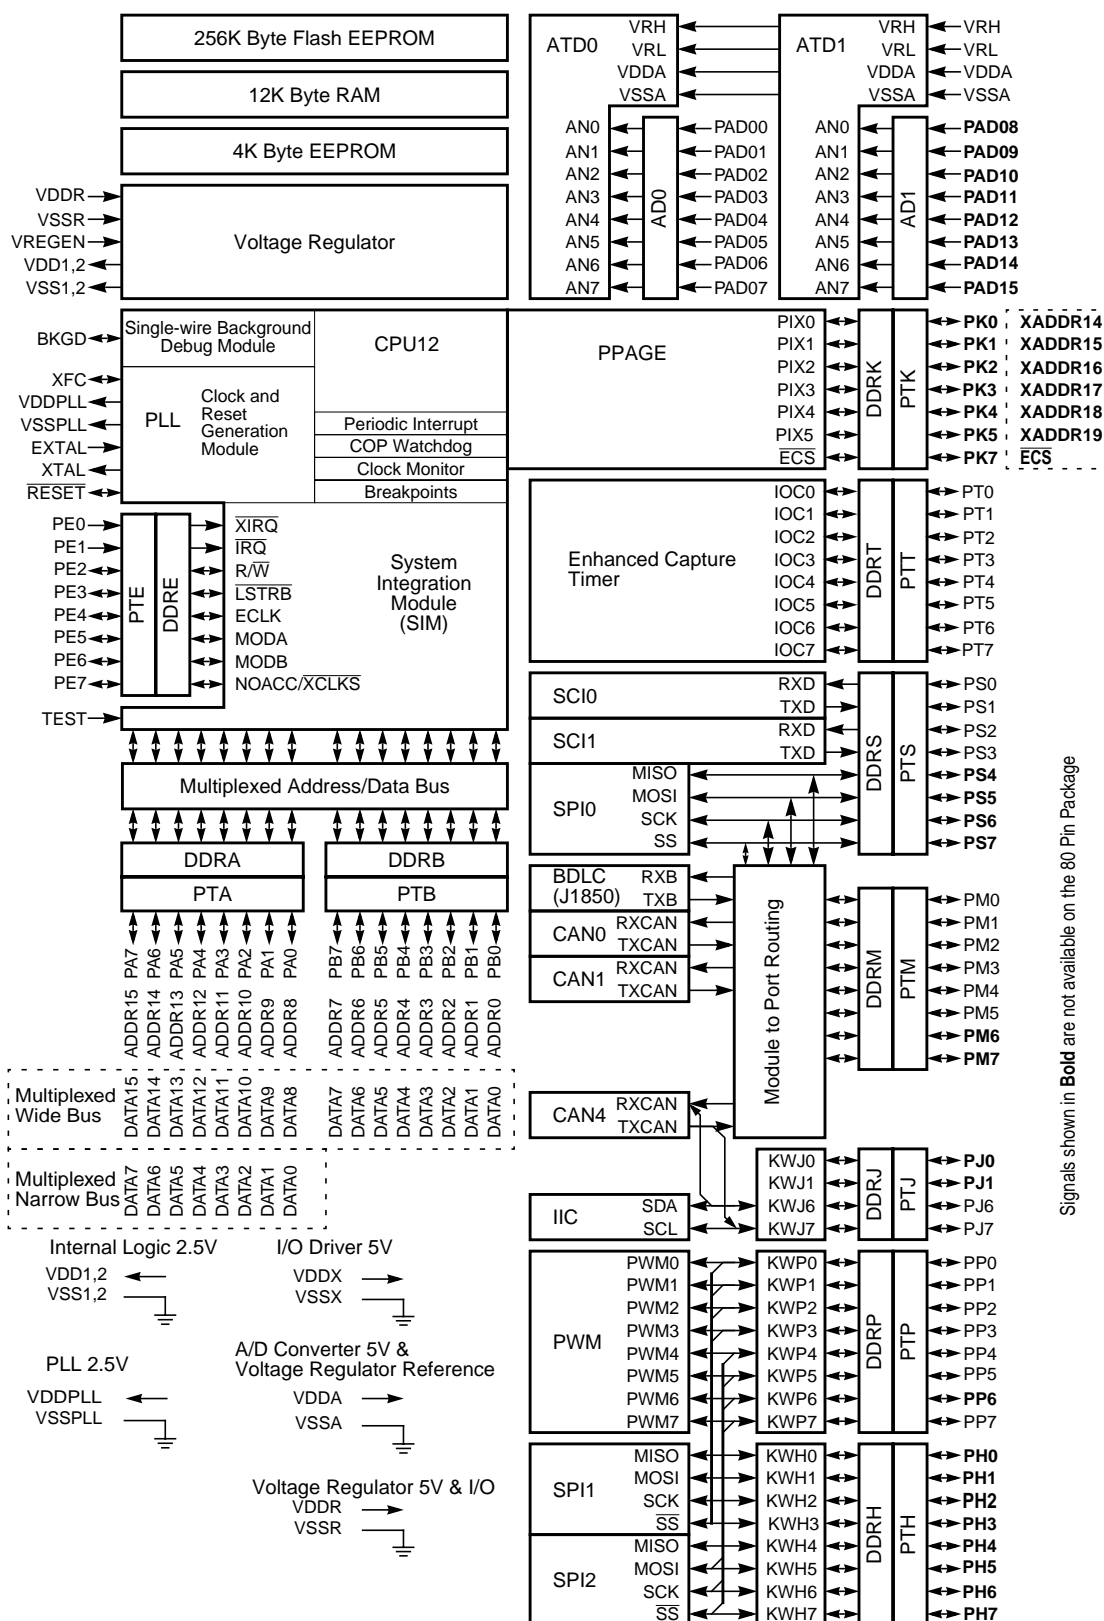 256K Byte Flash EEPROM
12K Byte RAM
4K Byte EEPROM
VDDR
VSSR
VREGEN
VDD1,2
VSS1,2
Voltage Regulator
ATD0
VRH
VRL
VDDA
VSSA
AN0
AN1
AN2
AN3
AN4
AN5
AN6
AN7
AD0
PAD00
PAD01
PAD02
PAD03
PAD04
PAD05
PAD06
PAD07
ATD1
VRH
VRL
VDDA
VSSA
VRH
VRL
VDDA
VSSA
AN0
AN1
AN2
AN3
AN4
AN5
AN6
AN7
AD1
PAD08
PAD09
PAD10
PAD11
PAD12
PAD13
PAD14
PAD15
BKGD
XFC
VDDPLL
VSSPLL
EXTAL
XTAL
RESET
Single-wire Background
Debug Module
CPU12
PLL
Clock and
Reset
Generation
Module
Periodic Interrupt
COP Watchdog
Clock Monitor
Breakpoints
PPAGE
PIX0
PIX1
PIX2
PIX3
PIX4
PIX5
ECS
DDRK
PTK
PK0
PK1
PK2
PK3
PK4
PK5
PK7
XADDR14
XADDR15
XADDR16
XADDR17
XADDR18
XADDR19
ECS
PE0
PE1
PE2
PE3
PE4
PE5
PE6
PE7
TEST
PTE
DDRE
XIRQ
IRQ
R/W
LSTRB
ECLK
MODA
MODB
NOACC/XCLKS
System
Integration
Module
(SIM)
Enhanced Capture
Timer
IOC0
IOC1
IOC2
IOC3
IOC4
IOC5
IOC6
IOC7
DDRT
PTT
PT0
PT1
PT2
PT3
PT4
PT5
PT6
PT7
SCI0
RXD
TXD
SCI1
RXD
TXD
SPI0
MISO
MOSI
SCK
SS
DDRS
PTS
PS0
PS1
PS2
PS3
PS4
PS5
PS6
PS7
Multiplexed Address/Data Bus
DDRA
DDRB
PTA
PTB
PA7
PA6
PA5
PA4
PA3
PA2
PA1
PA0
PB7
PB6
PB5
PB4
PB3
PB2
PB1
PB0
ADDR15
ADDR14
ADDR13
ADDR12
ADDR11
ADDR10
ADDR9
ADDR8
ADDR7
ADDR6
ADDR5
ADDR4
ADDR3
ADDR2
ADDR1
ADDR0
Multiplexed
Wide Bus
DATA15
DATA14
DATA13
DATA12
DATA11
DATA10
DATA9
DATA8
DATA7
DATA6
DATA5
DATA4
DATA3
DATA2
DATA1
DATA0
Multiplexed
Narrow Bus
DATA7
DATA6
DATA5
DATA4
DATA3
DATA2
DATA1
DATA0
BDLC
(J1850)
RXB
TXB
CAN0
RXCAN
TXCAN
CAN1
RXCAN
TXCAN
CAN4
RXCAN
TXCAN
Module to Port Routing
DDRM
PTM
PM0
PM1
PM2
PM3
PM4
PM5
PM6
PM7
Signals shown in Bold are not available on the 80 Pin Package
IIC
SDA
SCL
KWJ0
KWJ1
KWJ6
KWJ7
DDRJ
PTJ
PJ0
PJ1
PJ6
PJ7
Internal Logic 2.5V
VDD1,2
VSS1,2
I/O Driver 5V
VDDX
VSSX
PLL 2.5V
VDDPLL
VSSPLL
A/D Converter 5V &
Voltage Regulator Reference
VDDA
VSSA
Voltage Regulator 5V & I/O
VDDR
VSSR
PWM
PWM0
PWM1
PWM2
PWM3
PWM4
PWM5
PWM6
PWM7
KWP0
KWP1
KWP2
KWP3
KWP4
KWP5
KWP6
KWP7
DDRP
PTP
PP0
PP1
PP2
PP3
PP4
PP5
PP6
PP7
SPI1
MISO
MOSI
SCK
SS
SPI2
MISO
MOSI
SCK
SS
KWH0
KWH1
KWH2
KWH3
KWH4
KWH5
KWH6
KWH7
DDRH
PTH
PH0
PH1
PH2
PH3
PH4
PH5
PH6
PH7